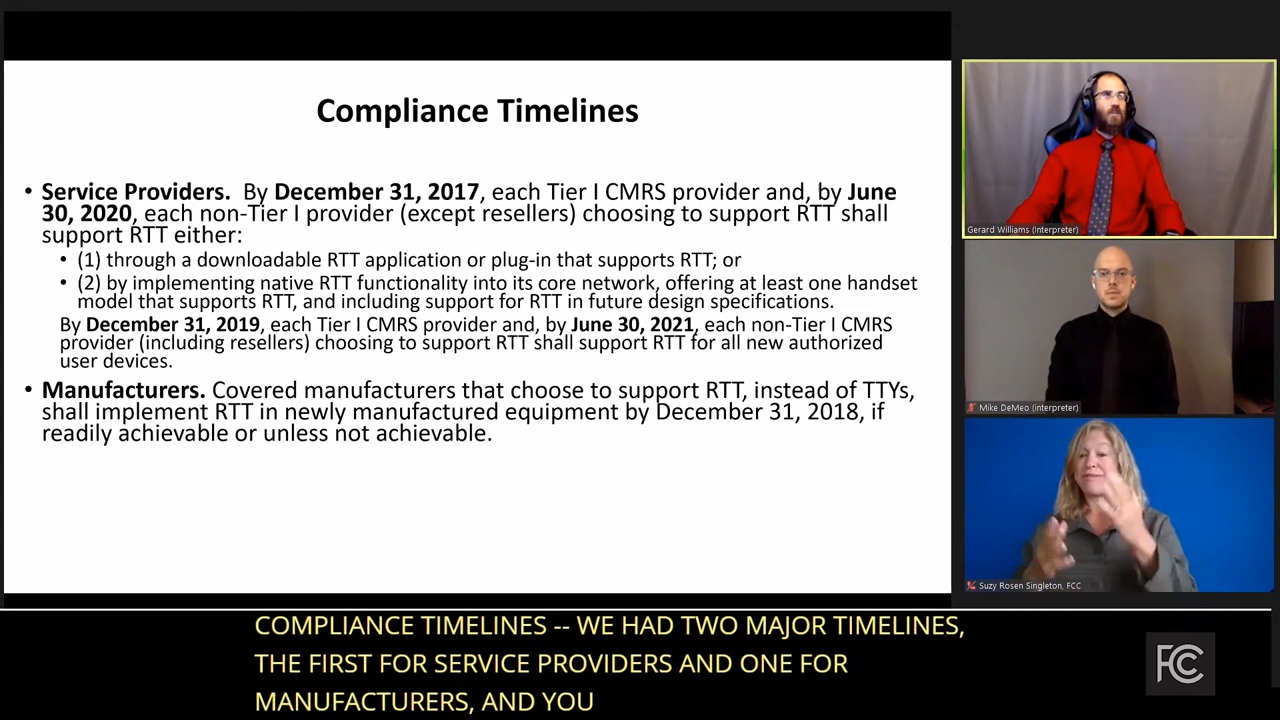 Compliance Timelines
• Service Providers. By December 31, 2017, each Tier I CMRS provider and, by June
30, 2020, each non-Tier I provider (except resellers) choosing to support RTT shall
support RTT either:
• (1) through a downloadable RTT application or plug-in that supports RTT; or
• (2) by implementing native RTT functionality into its core network, offering at least one handset
model that supports RTT, and including support for RTT in future design specifications.
By December 31, 2019, each Tier I CMRS provider and, by June 30, 2021, each non-Tier I CMRS
provider (including resellers) choosing to support RTT shall support RTT for all new authorized
user devices.
• Manufacturers. Covered manufacturers that choose to support RTT, instead of TTYs,
shall implement RTT in newly manufactured equipment by December 31, 2018, if
readily achievable or unless not achievable.
Gerard Williams (Interpreter)
Mike DeMeo (interpreter)
Suzy Rosen Singleton, FCC
COMPLIANCE TIMELINES -- WE HAD TWO MAJOR TIMELINES,
THE FIRST FOR SERVICE PROVIDERS AND ONE FOR
MANUFACTURERS, AND YOU
FCC